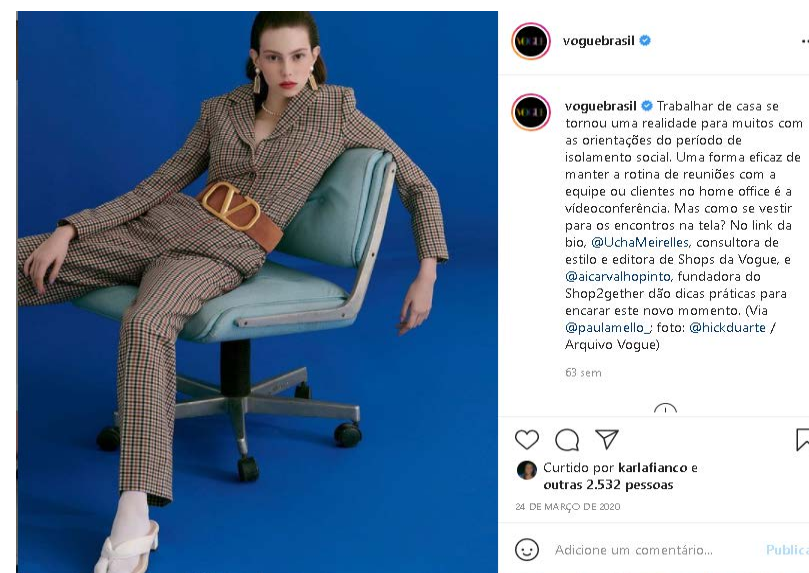 voguebrasil
voguebrasil Trabalhar de casa se
tornou uma realidade para muitos com
as orientações do período de
isolamento social. Uma forma eficaz de
manter a rotina de reuniões com a
equipe ou clientes no home office é a
vídeoconferência. Mas como se vestir
para os encontros na tela? No link da
bio, @UchaMeirelles, consultora de
estilo e editora de Shops da Vogue, e
@aicarvalhopinto, fundadora do
Shop2gether dão dicas práticas para
encarar este novo momento. (Via
@paulamello_; foto: @hickduarte /
Arquivo Vogue)
63 sem
Curtido por karlafianco e
outras 2.532 pessoas
24 DE MARÇO DE 2020
Adicione um comentário...